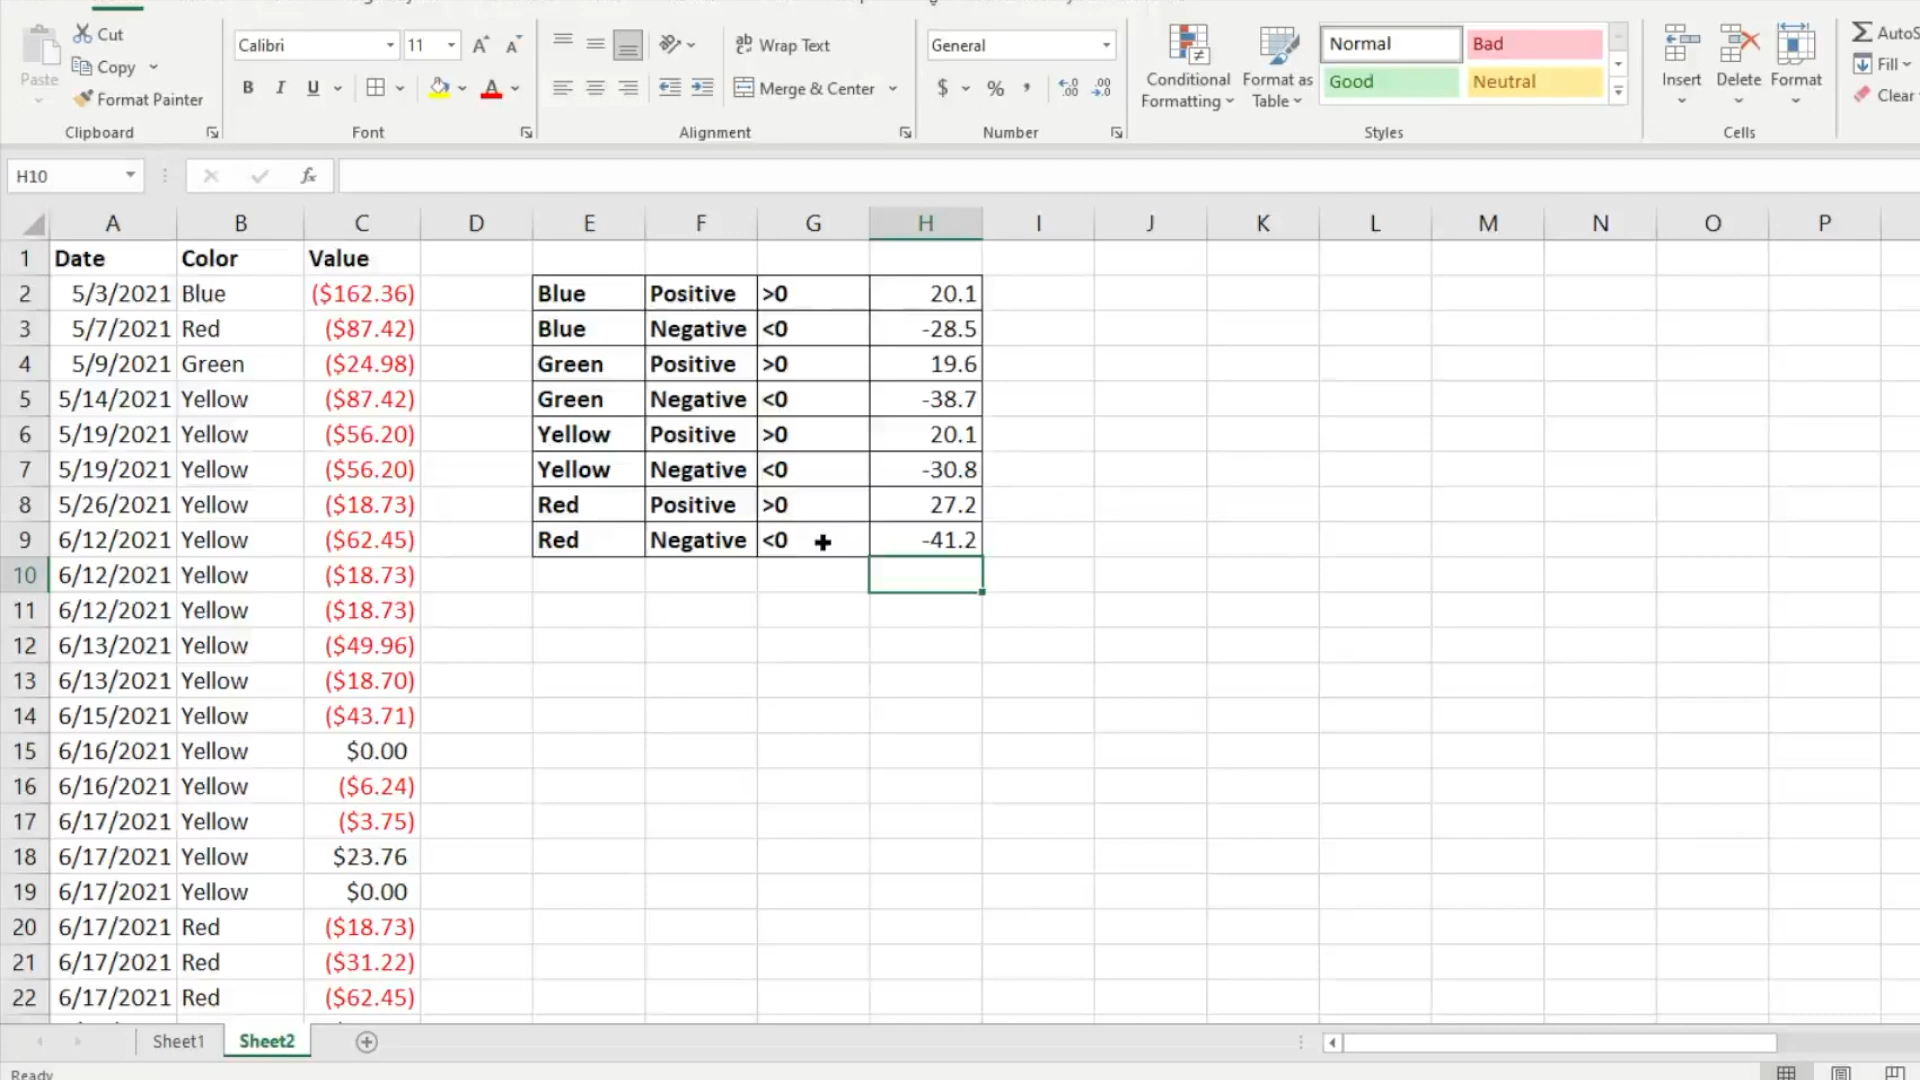 Cut
Calibri 11 A A ab Wrap Text General Normal Bad AutoS
Paste Copy Conditional Format as Good Neutral Insert Delete Format Fill
Format Painter B I U A Merge & Center $ % , .00 .00 Formatting Table Clear
Clipboard Font Alignment Number Styles Cells
H10 fx
A B C D E F G H I J K L M N O P
1 Date Color Value
2 5/3/2021 Blue ($162.36) Blue Positive >0 20.1
3 5/7/2021 Red ($87.42) Blue Negative <0 -28.5
4 5/9/2021 Green ($24.98) Green Positive >0 19.6
5 5/14/2021 Yellow ($87.42) Green Negative <0 -38.7
6 5/19/2021 Yellow ($56.20) Yellow Positive >0 20.1
7 5/19/2021 Yellow ($56.20) Yellow Negative <0 -30.8
8 5/26/2021 Yellow ($18.73) Red Positive >0 27.2
9 6/12/2021 Yellow ($62.45) Red Negative <0 -41.2
10 6/12/2021 Yellow ($18.73)
11 6/12/2021 Yellow ($18.73)
12 6/13/2021 Yellow ($49.96)
13 6/13/2021 Yellow ($18.70)
14 6/15/2021 Yellow ($43.71)
15 6/16/2021 Yellow $0.00
16 6/16/2021 Yellow ($6.24)
17 6/17/2021 Yellow ($3.75)
18 6/17/2021 Yellow $23.76
19 6/17/2021 Yellow $0.00
20 6/17/2021 Red ($18.73)
21 6/17/2021 Red ($31.22)
22 6/17/2021 Red ($62.45)
Sheet1 Sheet2
Ready